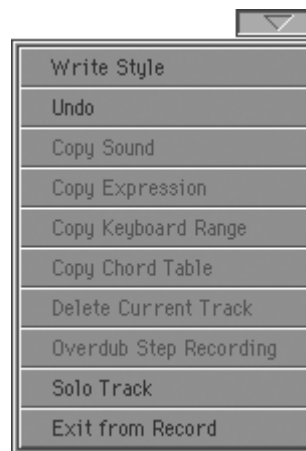 Write Style
Undo
Copy Sound
Copy Expression
Copy Keyboard Range
Copy Chord Table
Delete Current Track
Overdub Step Recording
Solo Track
Exit from Record